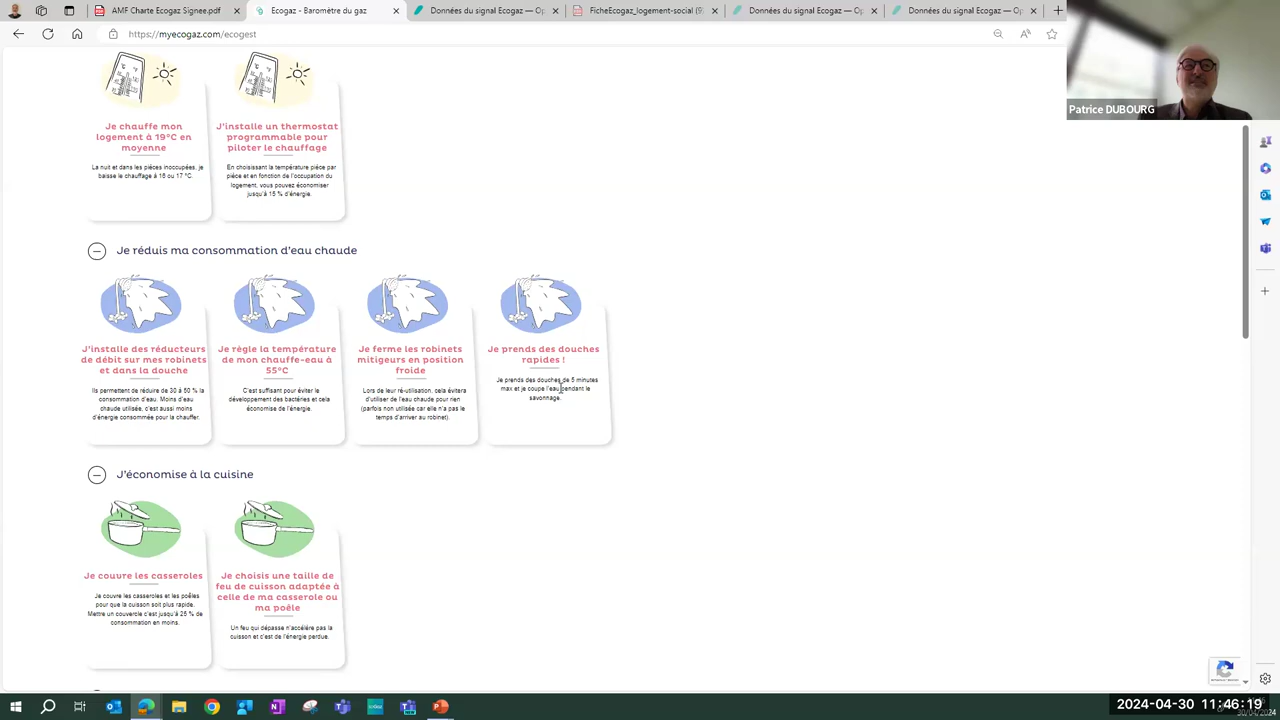 AMF Charte Ecogaz Signee.pdf
Ecogaz - Baromètre du gaz
Données du signal Ecogaz — Op
FicheEcogaz_logement-social (9
Données du signal Ecogaz — Op
Données du signal Ecogaz — Op
https://myecogaz.com/ecogest
Patrice DUBOURG
Je chauffe mon
logement à 19°C en
moyenne
La nuit et dans les pièces inoccupées, je
baisse le chauffage à 16 ou 17 °C.
J'installe un thermostat
programmable pour
piloter le chauffage
En choisissant la température pièce par
pièce et en fonction de l'occupation du
logement, vous pouvez économiser
jusqu'à 15 % d'énergie.
Je réduis ma consommation d'eau chaude
J'installe des réducteurs
de débit sur mes robinets
et dans la douche
Ils permettent de réduire de 30 à 50 % la
consommation d'eau. Moins d'eau
chaude utilisée, c'est aussi moins
d'énergie consommée pour la chauffer.
Je règle la température
de mon chauffe-eau à
55°C
C'est suffisant pour éviter le
développement des bactéries et cela
économise de l'énergie.
Je ferme les robinets
mitigeurs en position
froide
Lors de leur ré-utilisation, cela évitera
d'utiliser de l'eau chaude pour rien
(parfois non utilisée car elle n'a pas le
temps d'arriver au robinet).
Je prends des douches
rapides !
Je prends des douches de 5 minutes
max et je coupe l'eau pendant le
savonnage.
J'économise à la cuisine
Je couvre les casseroles
Je couvre les casseroles et les poêles
pour que la cuisson soit plus rapide.
Mettre un couvercle c'est jusqu'à 25 % de
consommation en moins.
Je choisis une taille de
feu de cuisson adaptée à
celle de ma casserole ou
ma poêle
Un feu qui dépasse n'accélère pas la
cuisson et c'est de l'énergie perdue.
2024-04-30 11:46:19
30/04/2024